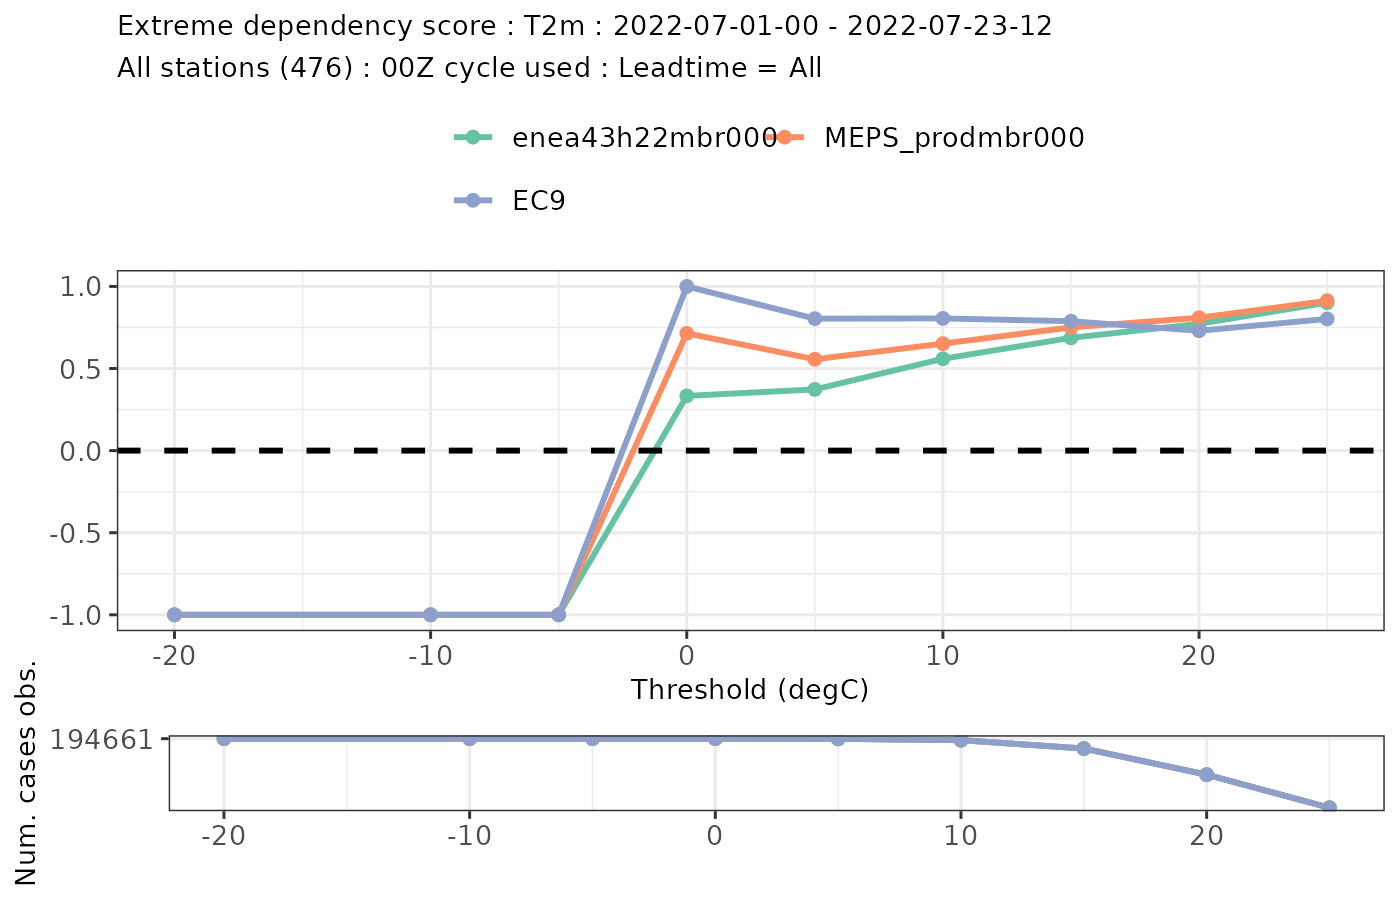 Extreme dependency score : T2m : 2022-07-01-00 - 2022-07-23-12
All stations (476) : 00Z cycle used : Leadtime = All
enea43h22mbr000 MEPS_prodmbr000
EC9
1.0
0.5
0.0
-0.5
-1.0
-20 -10 0 10 20
Threshold (degC)
Num. cases obs.
194661
-20 -10 0 10 20